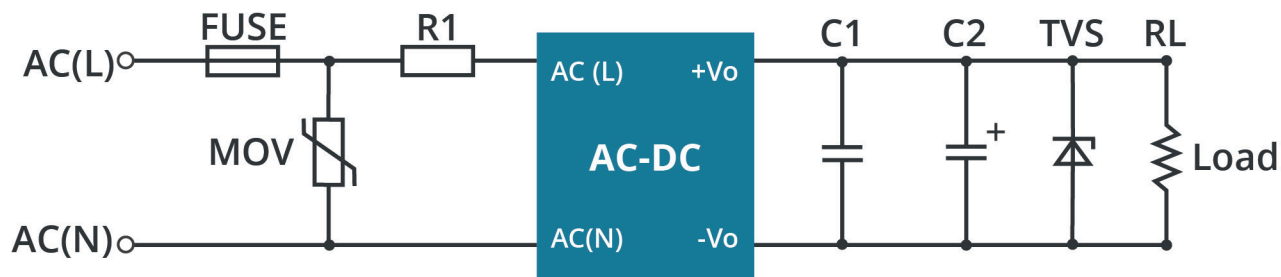 FUSE R1 C1 C2 TVS RL
AC(L) AC (L) +Vo
MOV AC-DC + Load
AC(N) AC(N) -Vo